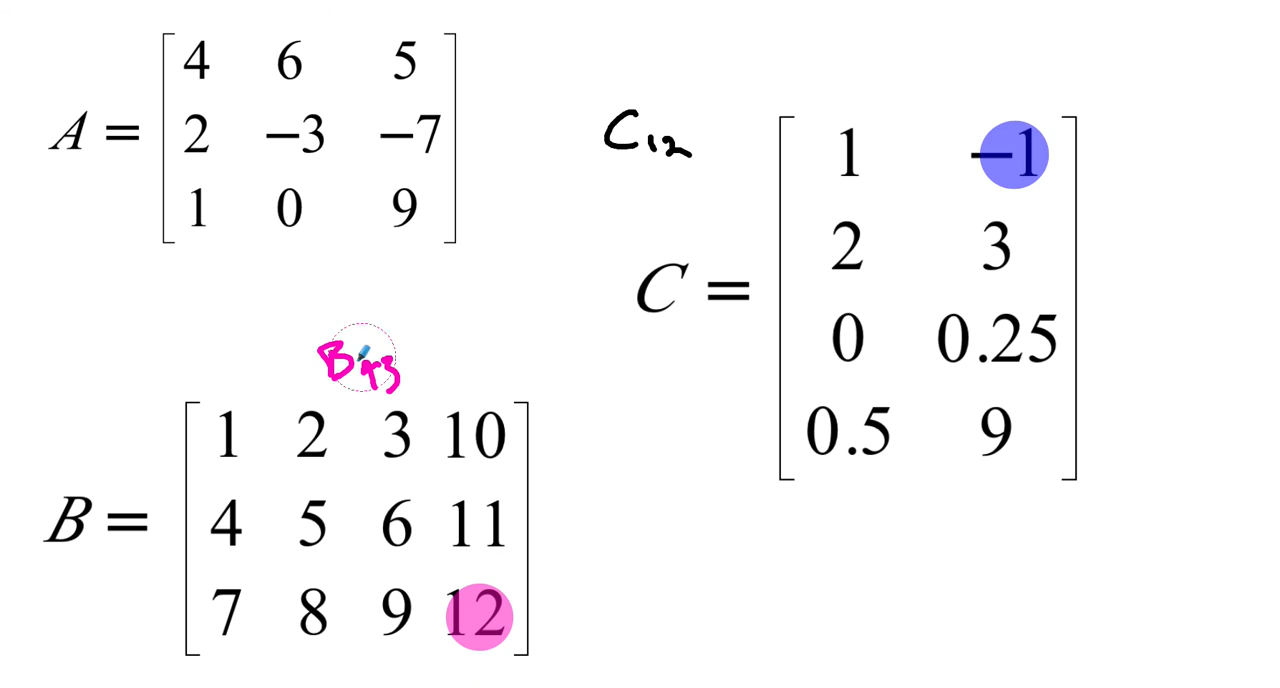 A = [ 4 6 5
2 −3 −7
1 0 9 ]
C12
C = [ 1 −1
2 3
0 0.25
0.5 9 ]
B43
B = [ 1 2 3 10
4 5 6 11
7 8 9 12 ]